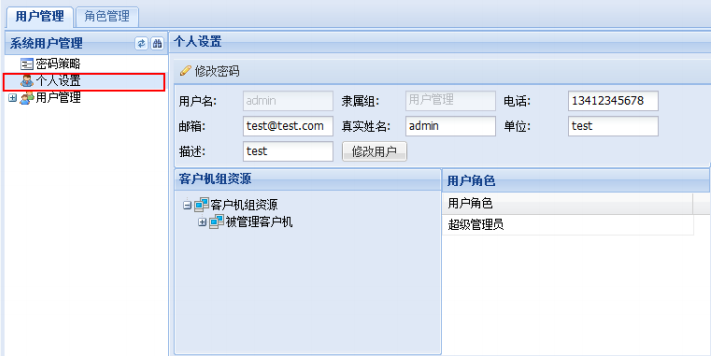 用户管理 角色管理
系统用户管理
密码策略
个人设置
用户管理
个人设置
修改密码
用户名: admin 隶属组: 用户管理 电话: 13412345678
邮箱: test@test.com 真实姓名: admin 单位: test
描述: test 修改用户
客户机组资源
客户机组资源
被管理客户机
用户角色
用户角色
超级管理员